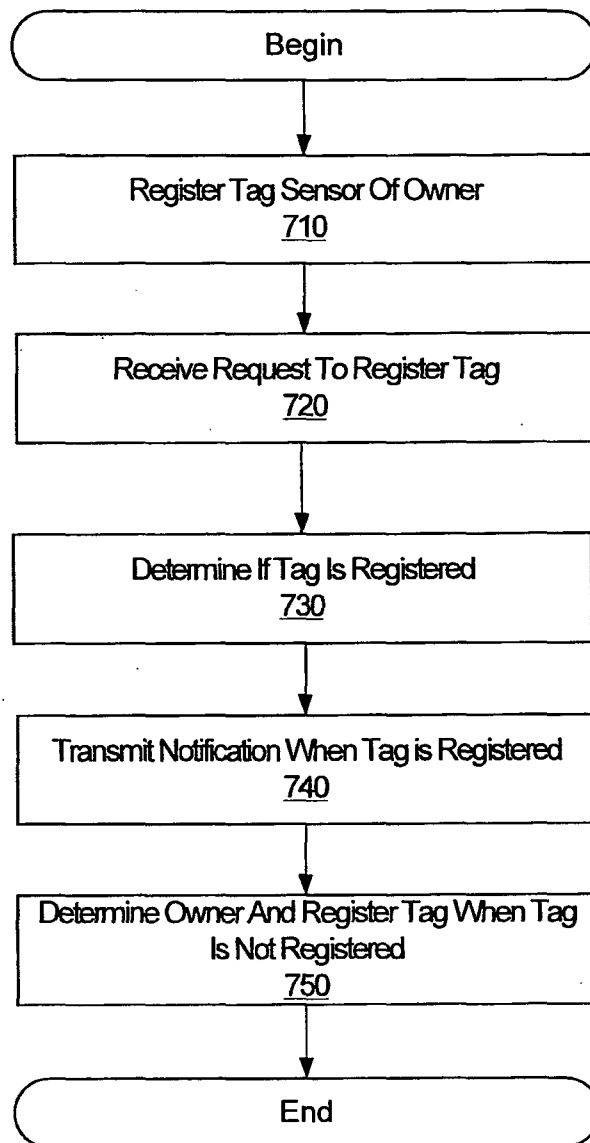 Begin
Register Tag Sensor Of Owner
710
Receive Request To Register Tag
720
Determine If Tag Is Registered
730
Transmit Notification When Tag is Registered
740
Determine Owner And Register Tag When Tag
Is Not Registered
750
End